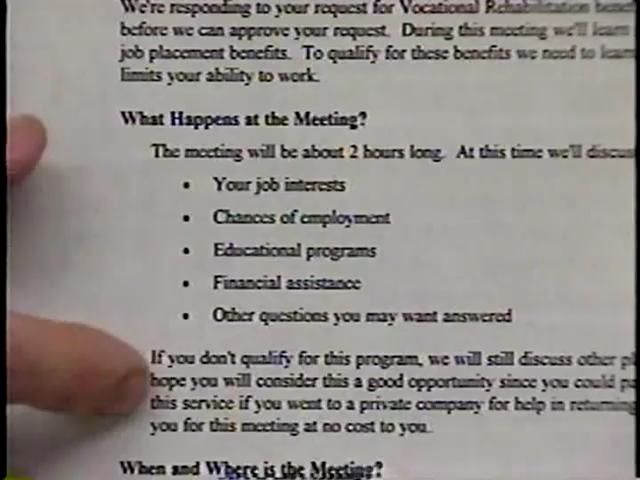 We're responding to your request for Vocational Rehabilitation
before we can approve your request. During this meeting we'll learn
job placement benefits. To qualify for these benefits we need to learn
limits your ability to work.
What Happens at the Meeting?
The meeting will be about 2 hours long. At this time we'll discuss
• Your job interests
• Chances of employment
• Educational programs
• Financial assistance
• Other questions you may want answered
If you don't qualify for this program, we will still discuss other
hope you will consider this a good opportunity since you could
this service if you went to a private company for help in returning
you for this meeting at no cost to you.
When and Where is the Meeting?